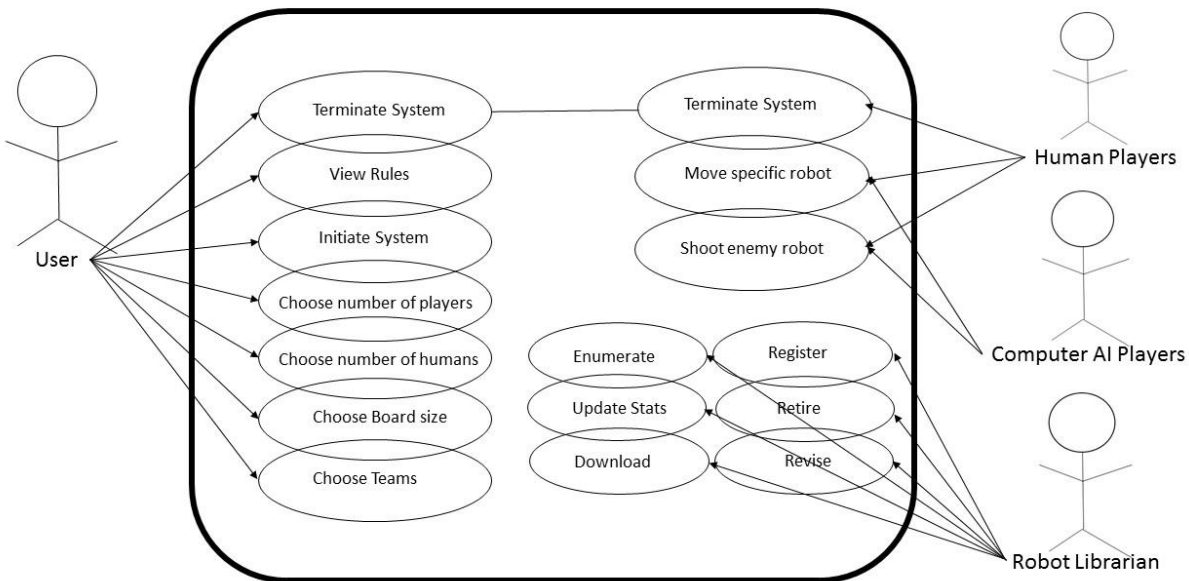 User
Terminate System
View Rules
Initiate System
Choose number of players
Choose number of humans
Choose Board size
Choose Teams
Terminate System
Move specific robot
Shoot enemy robot
Enumerate
Register
Update Stats
Retire
Download
Revise
Human Players
Computer AI Players
Robot Librarian